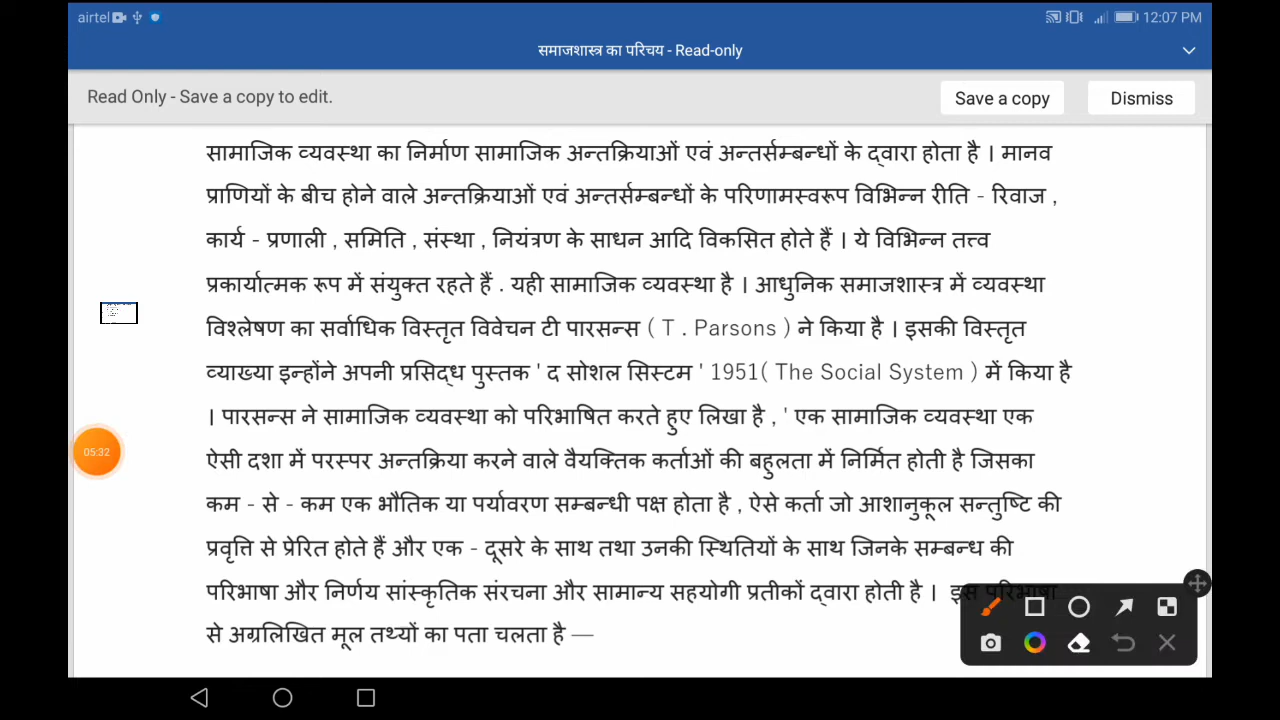 airtel
12:07 PM
समाजशास्त्र का परिचय - Read-only
Read Only - Save a copy to edit.
Save a copy
Dismiss
सामाजिक व्यवस्था का निर्माण सामाजिक अन्तक्रियाओं एवं अन्तर्सम्बन्धों के द्वारा होता है । मानव
प्राणियों के बीच होने वाले अन्तक्रियाओं एवं अन्तर्सम्बन्धों के परिणामस्वरूप विभिन्न रीति - रिवाज ,
कार्य - प्रणाली , समिति , संस्था , नियंत्रण के साधन आदि विकसित होते हैं । ये विभिन्न तत्त्व
प्रकार्यात्मक रूप में संयुक्त रहते हैं . यही सामाजिक व्यवस्था है । आधुनिक समाजशास्त्र में व्यवस्था
विश्लेषण का सर्वाधिक विस्तृत विवेचन टी पारसन्स ( T . Parsons ) ने किया है । इसकी विस्तृत
व्याख्या इन्होंने अपनी प्रसिद्ध पुस्तक ' द सोशल सिस्टम ' 1951( The Social System ) में किया है
। पारसन्स ने सामाजिक व्यवस्था को परिभाषित करते हुए लिखा है , ' एक सामाजिक व्यवस्था एक
ऐसी दशा में परस्पर अन्तक्रिया करने वाले वैयक्तिक कर्ताओं की बहुलता में निर्मित होती है जिसका
05:32
कम - से - कम एक भौतिक या पर्यावरण सम्बन्धी पक्ष होता है , ऐसे कर्ता जो आशानुकूल सन्तुष्टि की
प्रवृत्ति से प्रेरित होते हैं और एक - दूसरे के साथ तथा उनकी स्थितियों के साथ जिनके सम्बन्ध की
परिभाषा और निर्णय सांस्कृतिक संरचना और सामान्य सहयोगी प्रतीकों द्वारा होती है । इस परिभाषा
से अग्रलिखित मूल तथ्यों का पता चलता है —